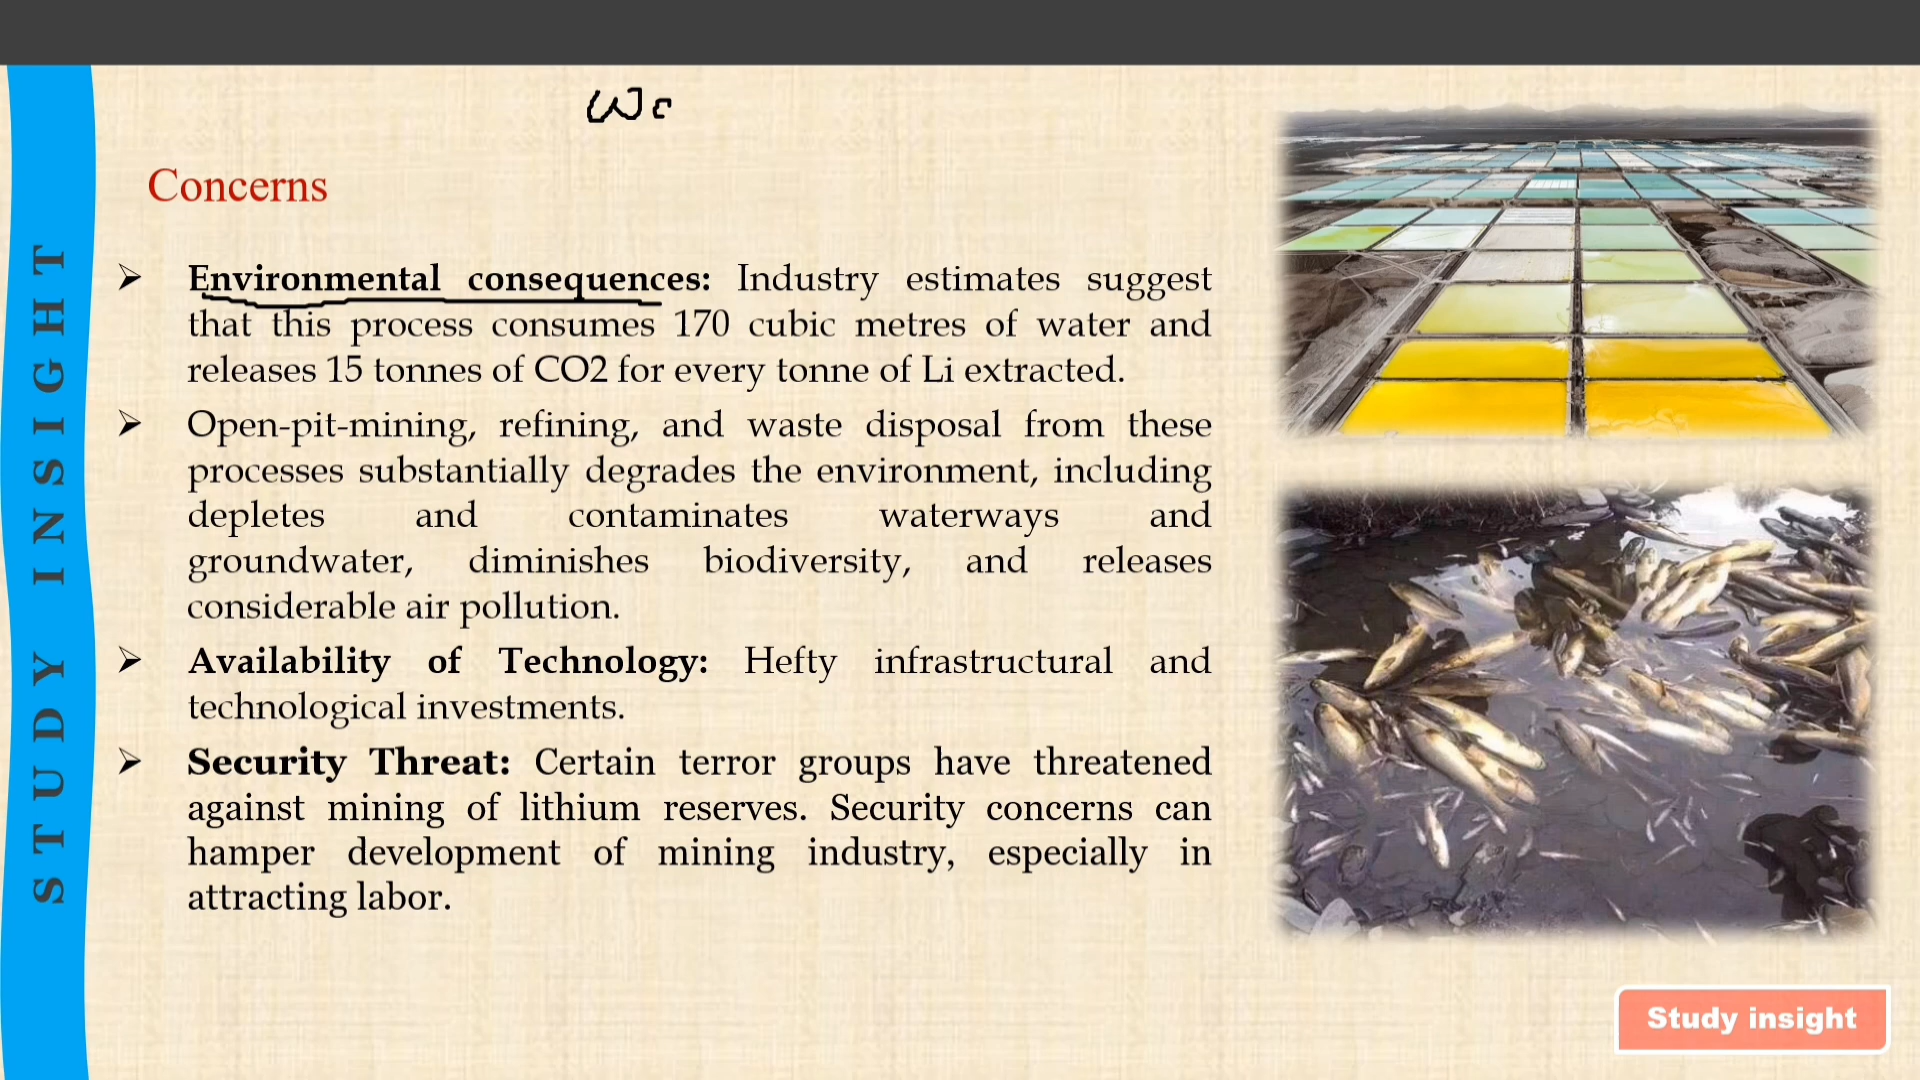 Concerns
Environmental consequences: Industry estimates suggest
that this process consumes 170 cubic metres of water and
releases 15 tonnes of CO2 for every tonne of Li extracted.
Open-pit-mining, refining, and waste disposal from these
processes substantially degrades the environment, including
depletes and contaminates waterways and
groundwater, diminishes biodiversity, and releases
considerable air pollution.
Availability of Technology: Hefty infrastructural and
technological investments.
Security Threat: Certain terror groups have threatened
against mining of lithium reserves. Security concerns can
hamper development of mining industry, especially in
attracting labor.
STUDY INSIGHT
Study insight